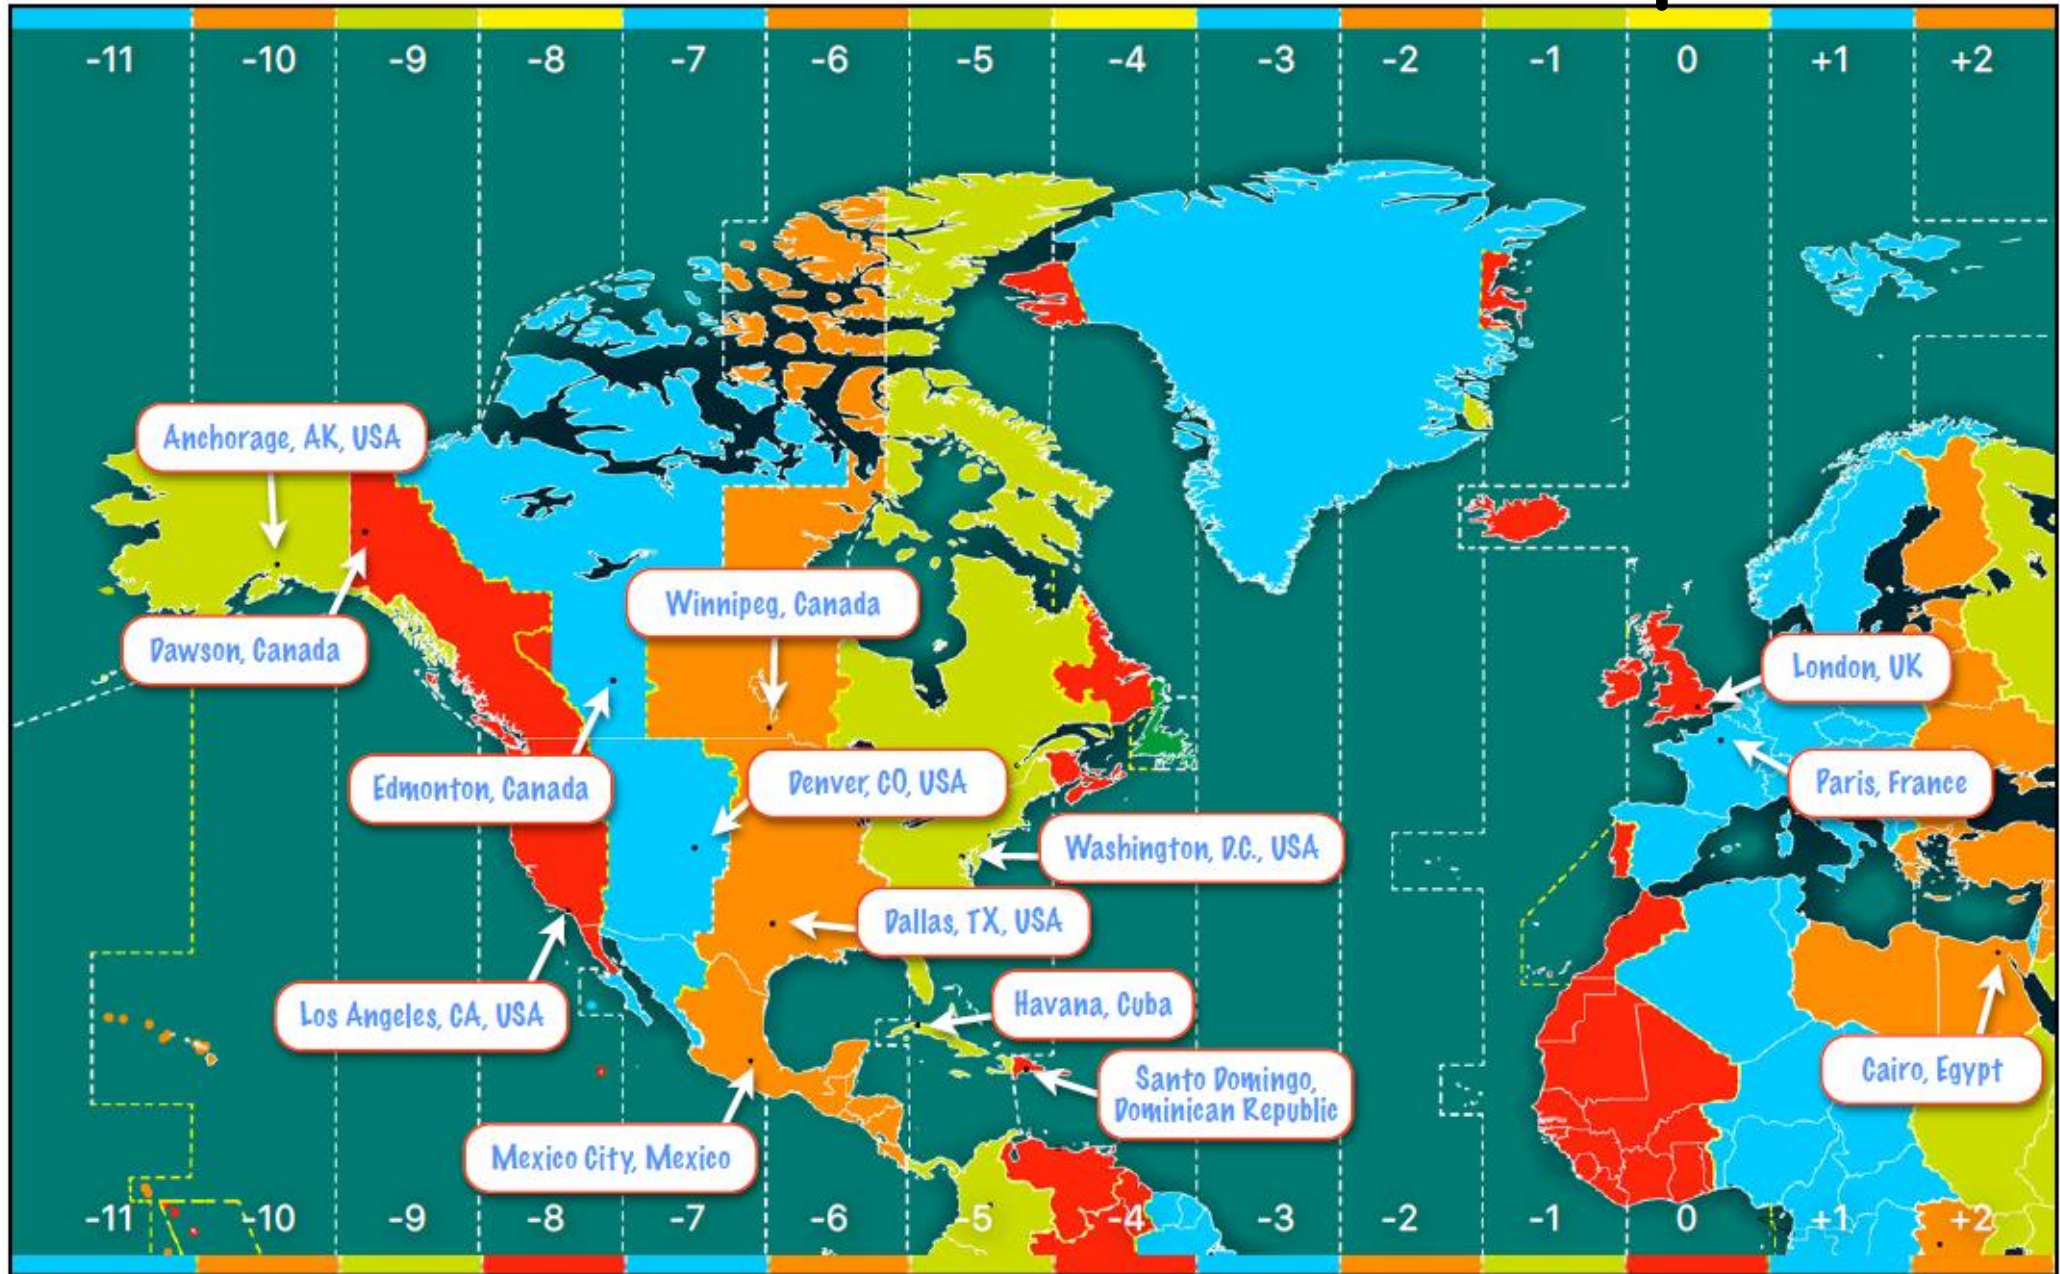 -11 -10 -9 -8 -7 -6 -5 -4 -3 -2 -1 0 +1 +2
Anchorage, AK, USA
Winnipeg, Canada
Dawson, Canada
London, UK
Edmonton, Canada
Denver, CO, USA
Paris, France
Washington, D.C., USA
Dallas, TX, USA
Los Angeles, CA, USA
Havana, Cuba
Santo Domingo,
Dominican Republic
Cairo, Egypt
Mexico City, Mexico
-11 -10 -9 -8 -7 -6 -5 -4 -3 -2 -1 0 +1 +2